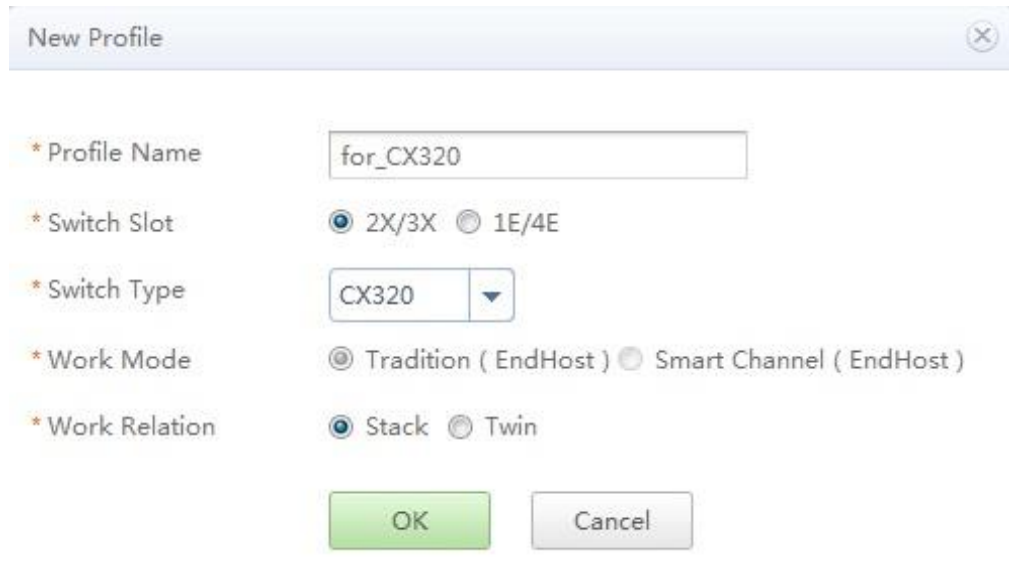 New Profile
* Profile Name for_CX320
* Switch Slot 2X/3X 1E/4E
* Switch Type CX320
* Work Mode Tradition ( EndHost ) Smart Channel ( EndHost )
* Work Relation Stack Twin
OK Cancel